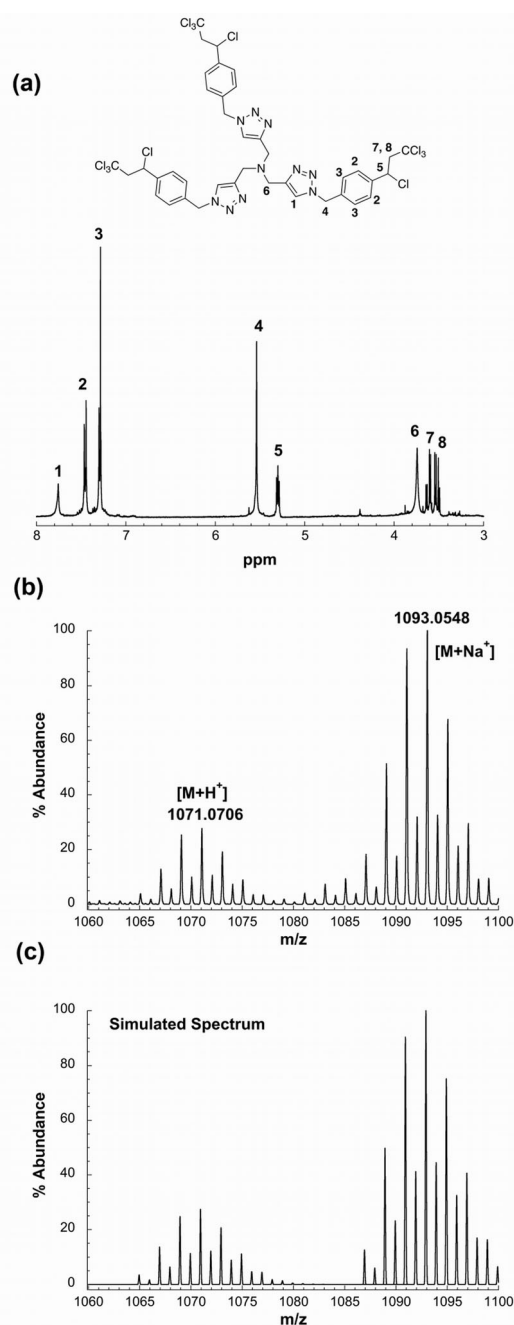 (a)
Cl3C Cl
N N N
Cl Cl3C
7, 8
CCl3
2 5
3 Cl
N N N N
6 1 4 3 2
N N N
3
4
2
5
1
6 7 8
8 7 6 5 4 3
ppm
(b)
1093.0548
[M+Na+]
[M+H+]
1071.0706
100
80
60
40
20
0
% Abundance
1060 1065 1070 1075 1080 1085 1090 1095 1100
m/z
(c)
Simulated Spectrum
100
80
60
40
20
0
% Abundance
1060 1065 1070 1075 1080 1085 1090 1095 1100
m/z